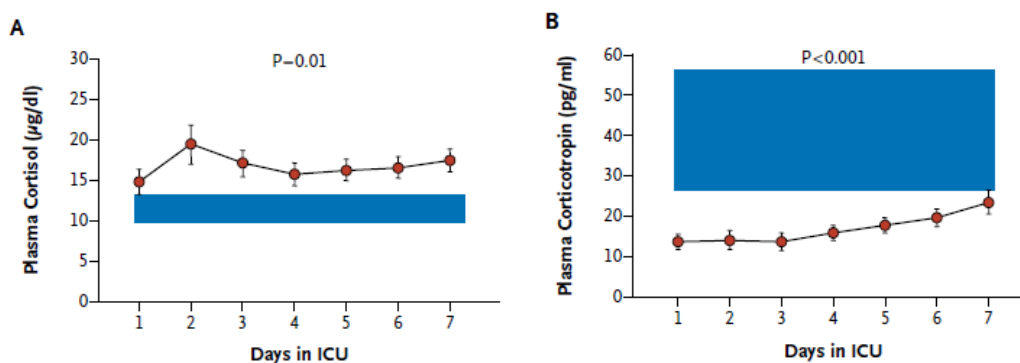 A
P=0.01
Plasma Cortisol (µg/dl)
30
25
20
15
10
5
0
1 2 3 4 5 6 7
Days in ICU
B
P<0.001
Plasma Corticotropin (pg/ml)
60
50
40
30
20
10
0
1 2 3 4 5 6 7
Days in ICU